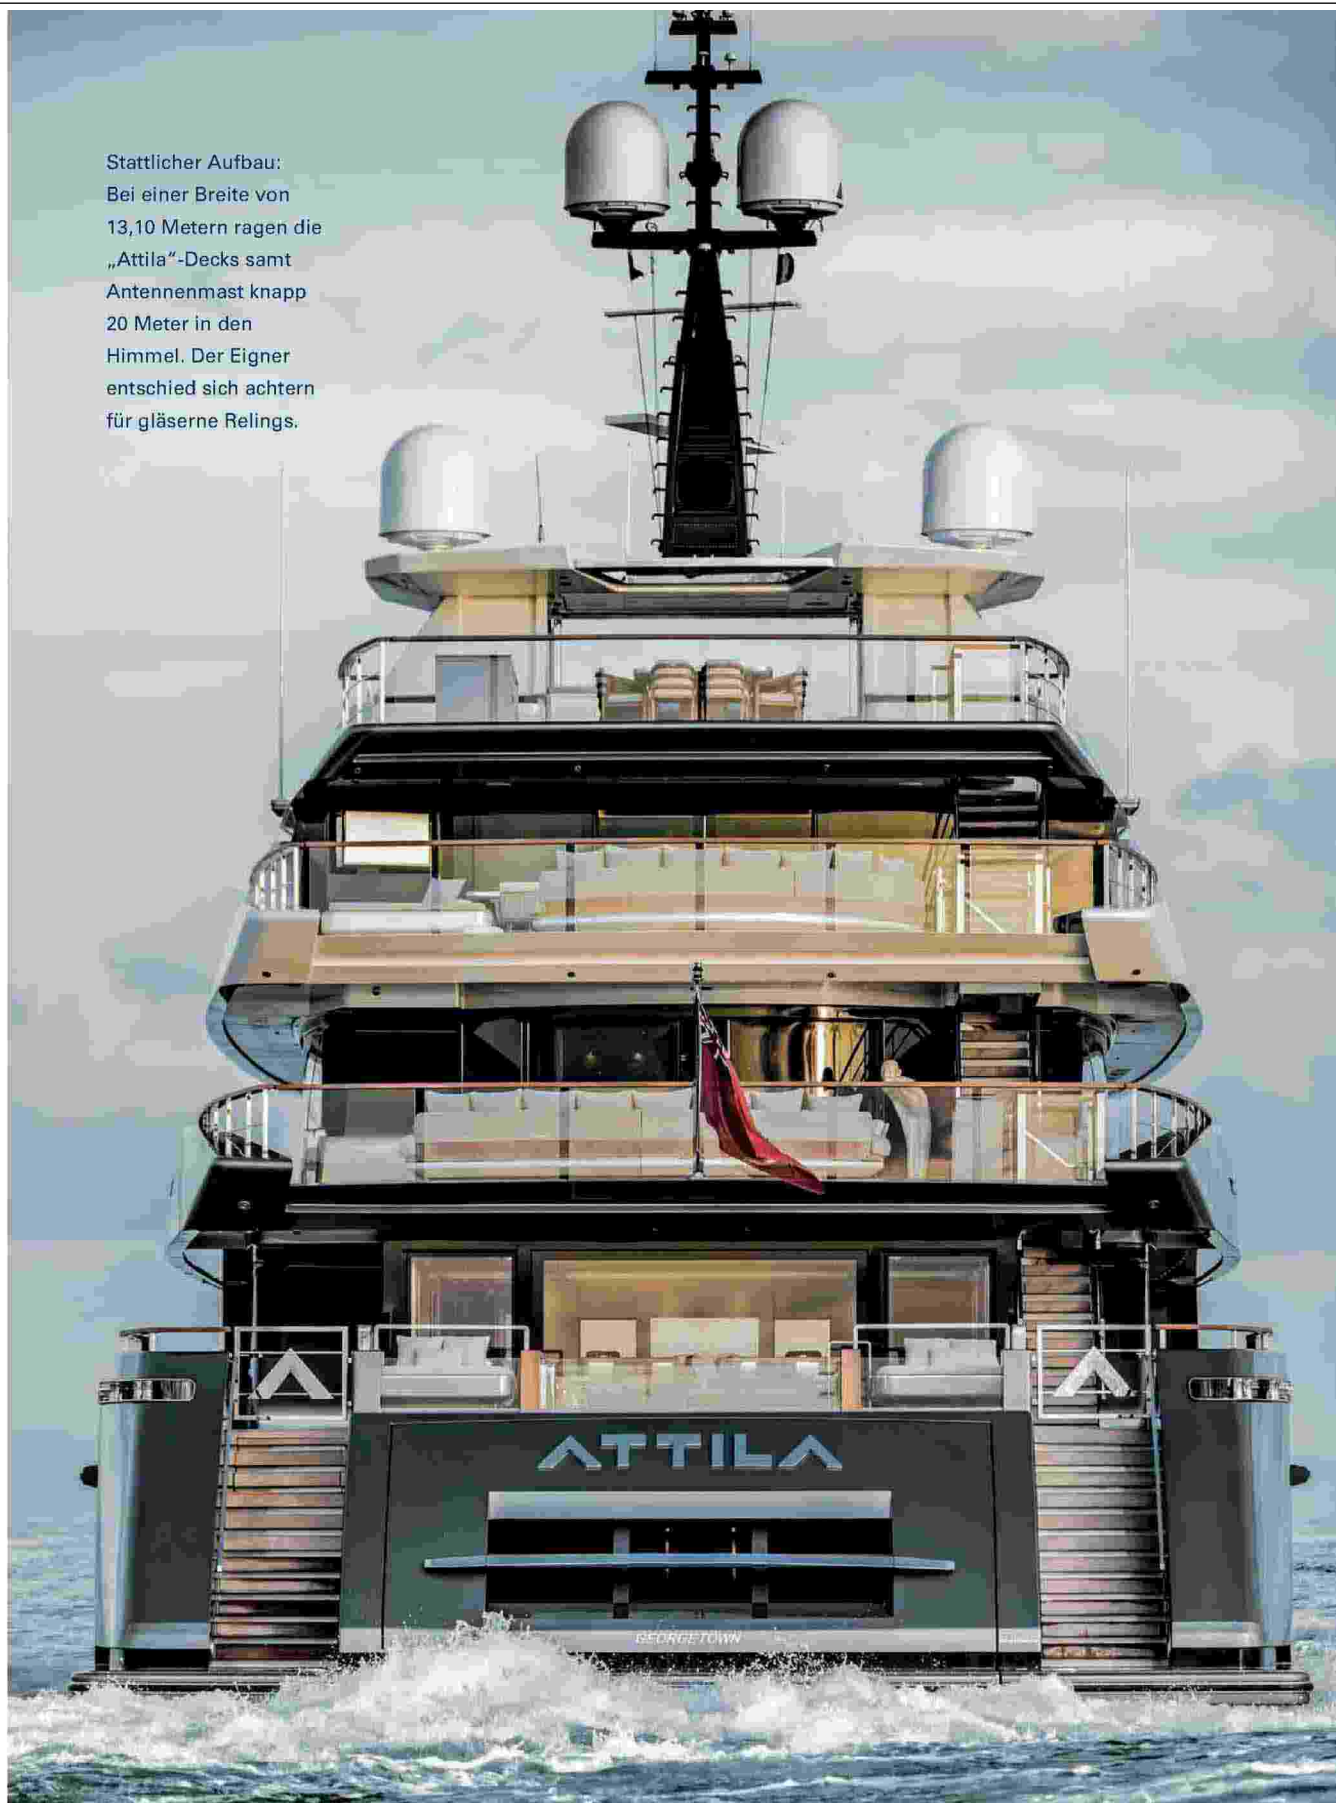 Stattlicher Aufbau:
Bei einer Breite von
13,10 Metern ragen die
„Attila“-Decks samt
Antennenmast knapp
20 Meter in den
Himmel. Der Eigner
entschied sich achtern
für gläserne Relings.
ATTILA
GEORGETOWN